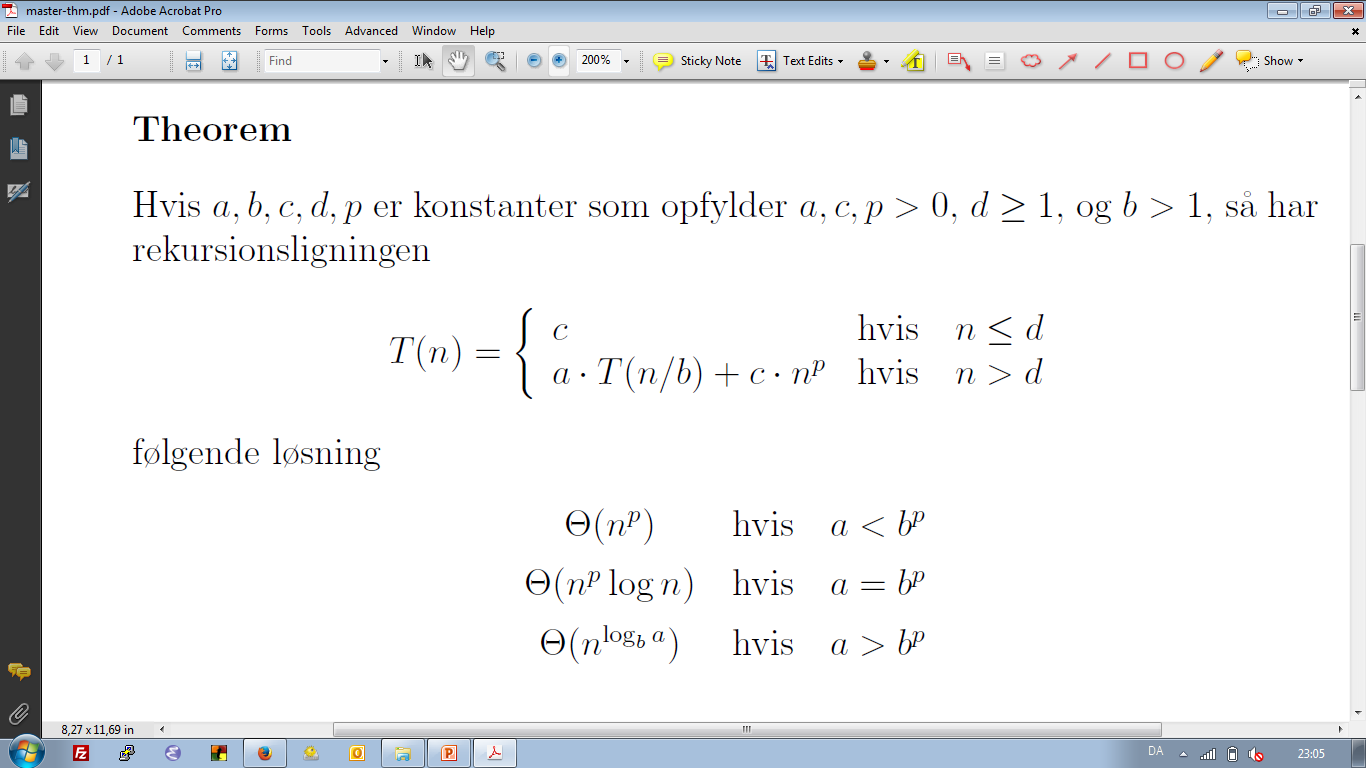 master-thm.pdf - Adobe Acrobat Pro
File Edit View Document Comments Forms Tools Advanced Window Help
1 / 1 Find 200% Sticky Note Text Edits Show
Theorem
Hvis a, b, c, d, p er konstanter som opfylder a, c, p > 0, d ≥ 1, og b > 1, så har
rekursionsligningen
T(n) = { c hvis n ≤ d
a · T(n/b) + c · n^p hvis n > d
følgende løsning
Θ(n^p) hvis a < b^p
Θ(n^p log n) hvis a = b^p
Θ(n^{log_b a}) hvis a > b^p
8,27 x 11,69 in
DA 23:05